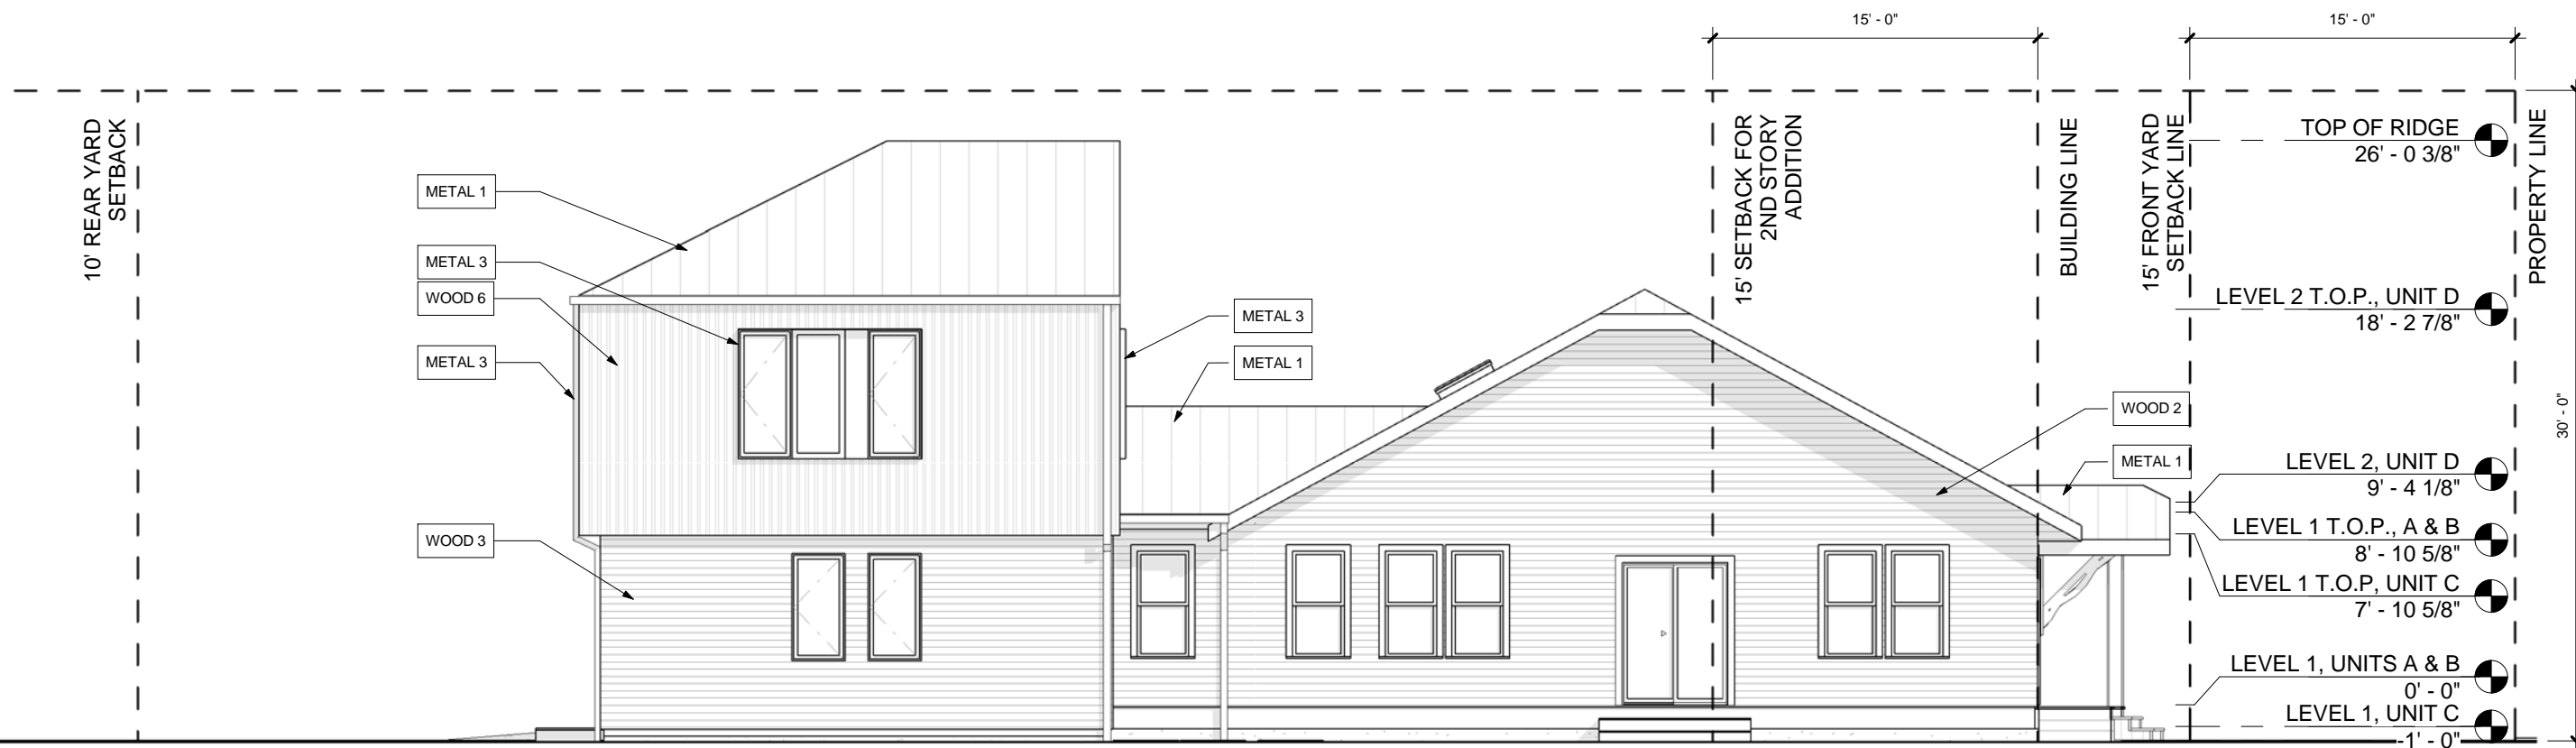 15' - 0"
15' - 0"
10' REAR YARD
SETBACK
METAL 1
METAL 3
WOOD 6
METAL 3
WOOD 3
METAL 3
METAL 1
15' SETBACK FOR
2ND STORY
ADDITION
BUILDING LINE
15' FRONT YARD
SETBACK LINE
PROPERTY LINE
WOOD 2
METAL 1
TOP OF RIDGE
26' - 0 3/8"
LEVEL 2 T.O.P., UNIT D
18' - 2 7/8"
LEVEL 2, UNIT D
9' - 4 1/8"
LEVEL 1 T.O.P., A & B
8' - 10 5/8"
LEVEL 1 T.O.P, UNIT C
7' - 10 5/8"
LEVEL 1, UNITS A & B
0' - 0"
LEVEL 1, UNIT C
-1' - 0"
30' - 0"